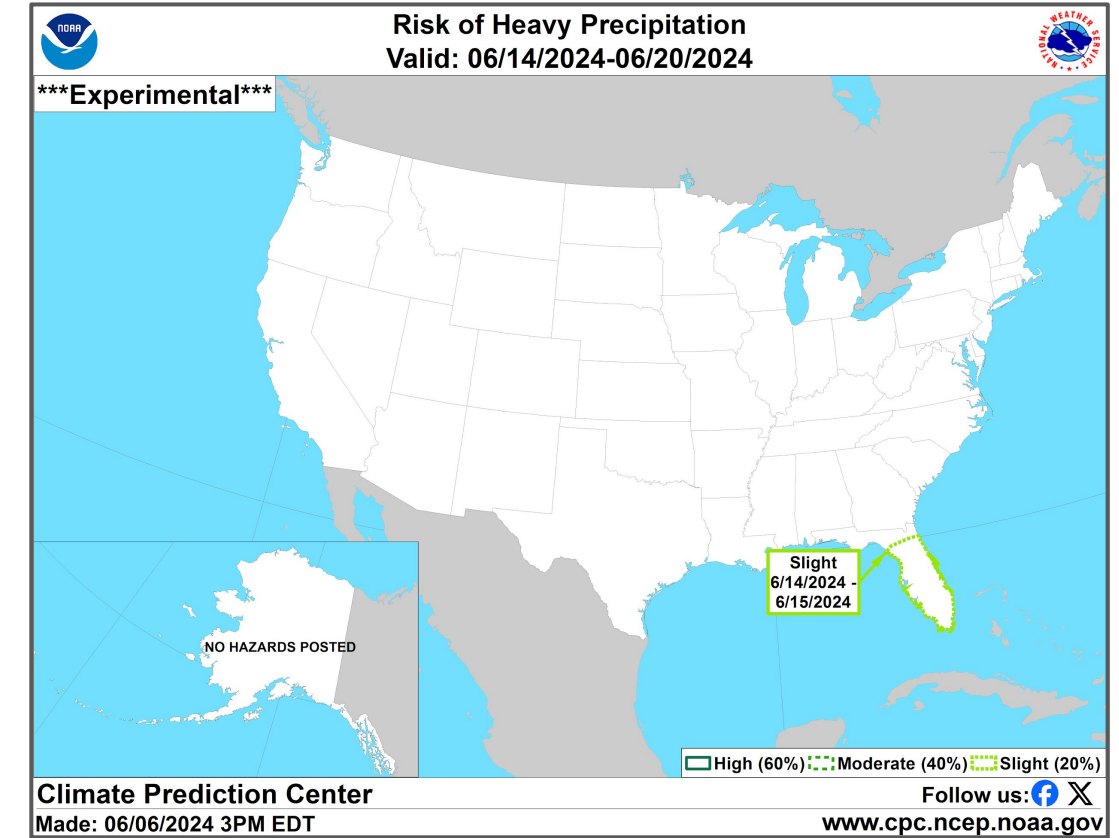 NOAA
Risk of Heavy Precipitation
Valid: 06/14/2024-06/20/2024
NATIONAL WEATHER SERVICE
***Experimental***
Slight
6/14/2024 -
6/15/2024
NO HAZARDS POSTED
High (60%) Moderate (40%) Slight (20%)
Climate Prediction Center
Follow us:
Made: 06/06/2024 3PM EDT
www.cpc.ncep.noaa.gov